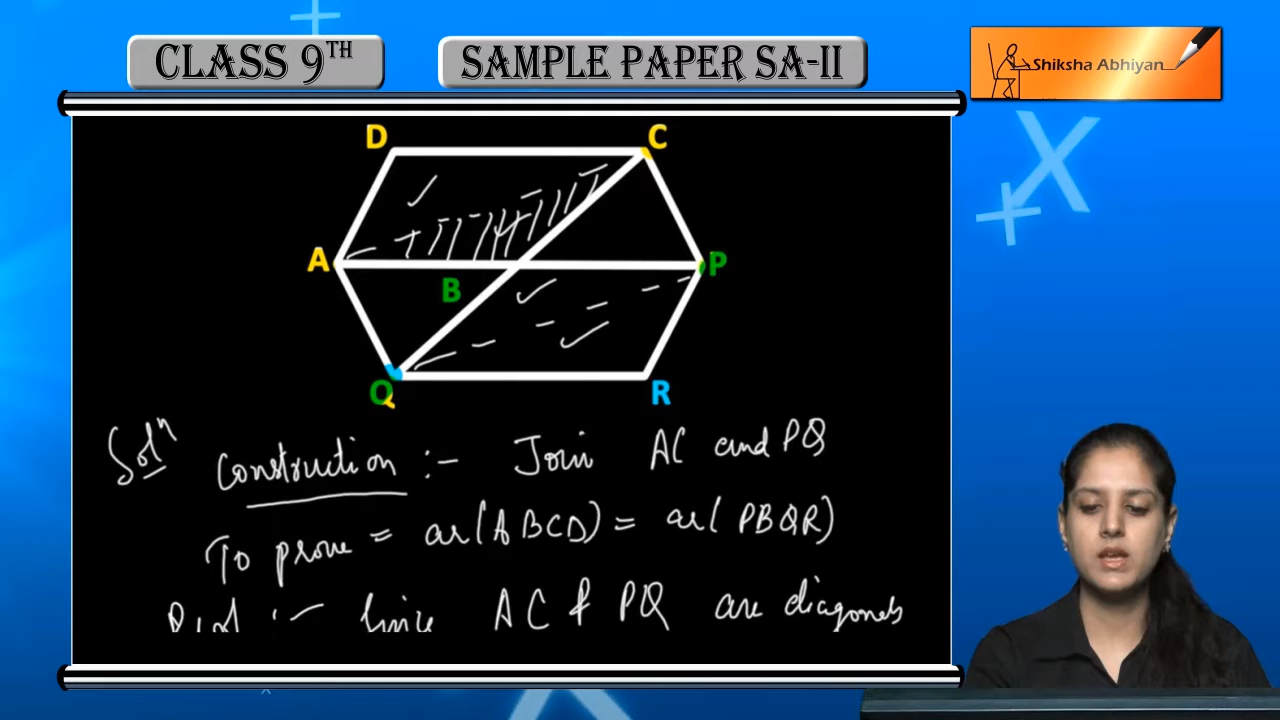 CLASS 9TH
SAMPLE PAPER SA-II
Shiksha Abhiyan
D
C
A
B
P
Q
R
Solⁿ
Construction :- Join AC and PQ
To prove = ar(ABCD) = ar(PBQR)
:- Since AC & PQ are diagonals